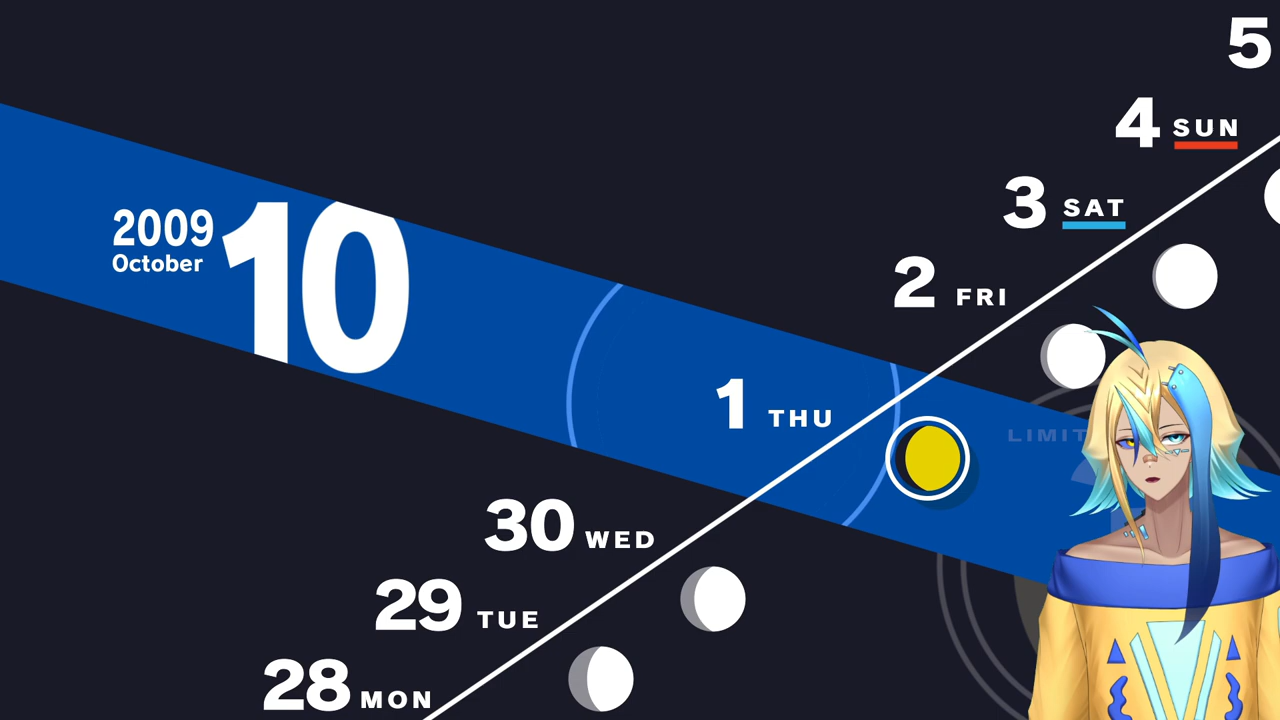 5
4 SUN
3 SAT
2 FRI
2009
October
10
1 THU
LIMIT
30 WED
29 TUE
28 MON